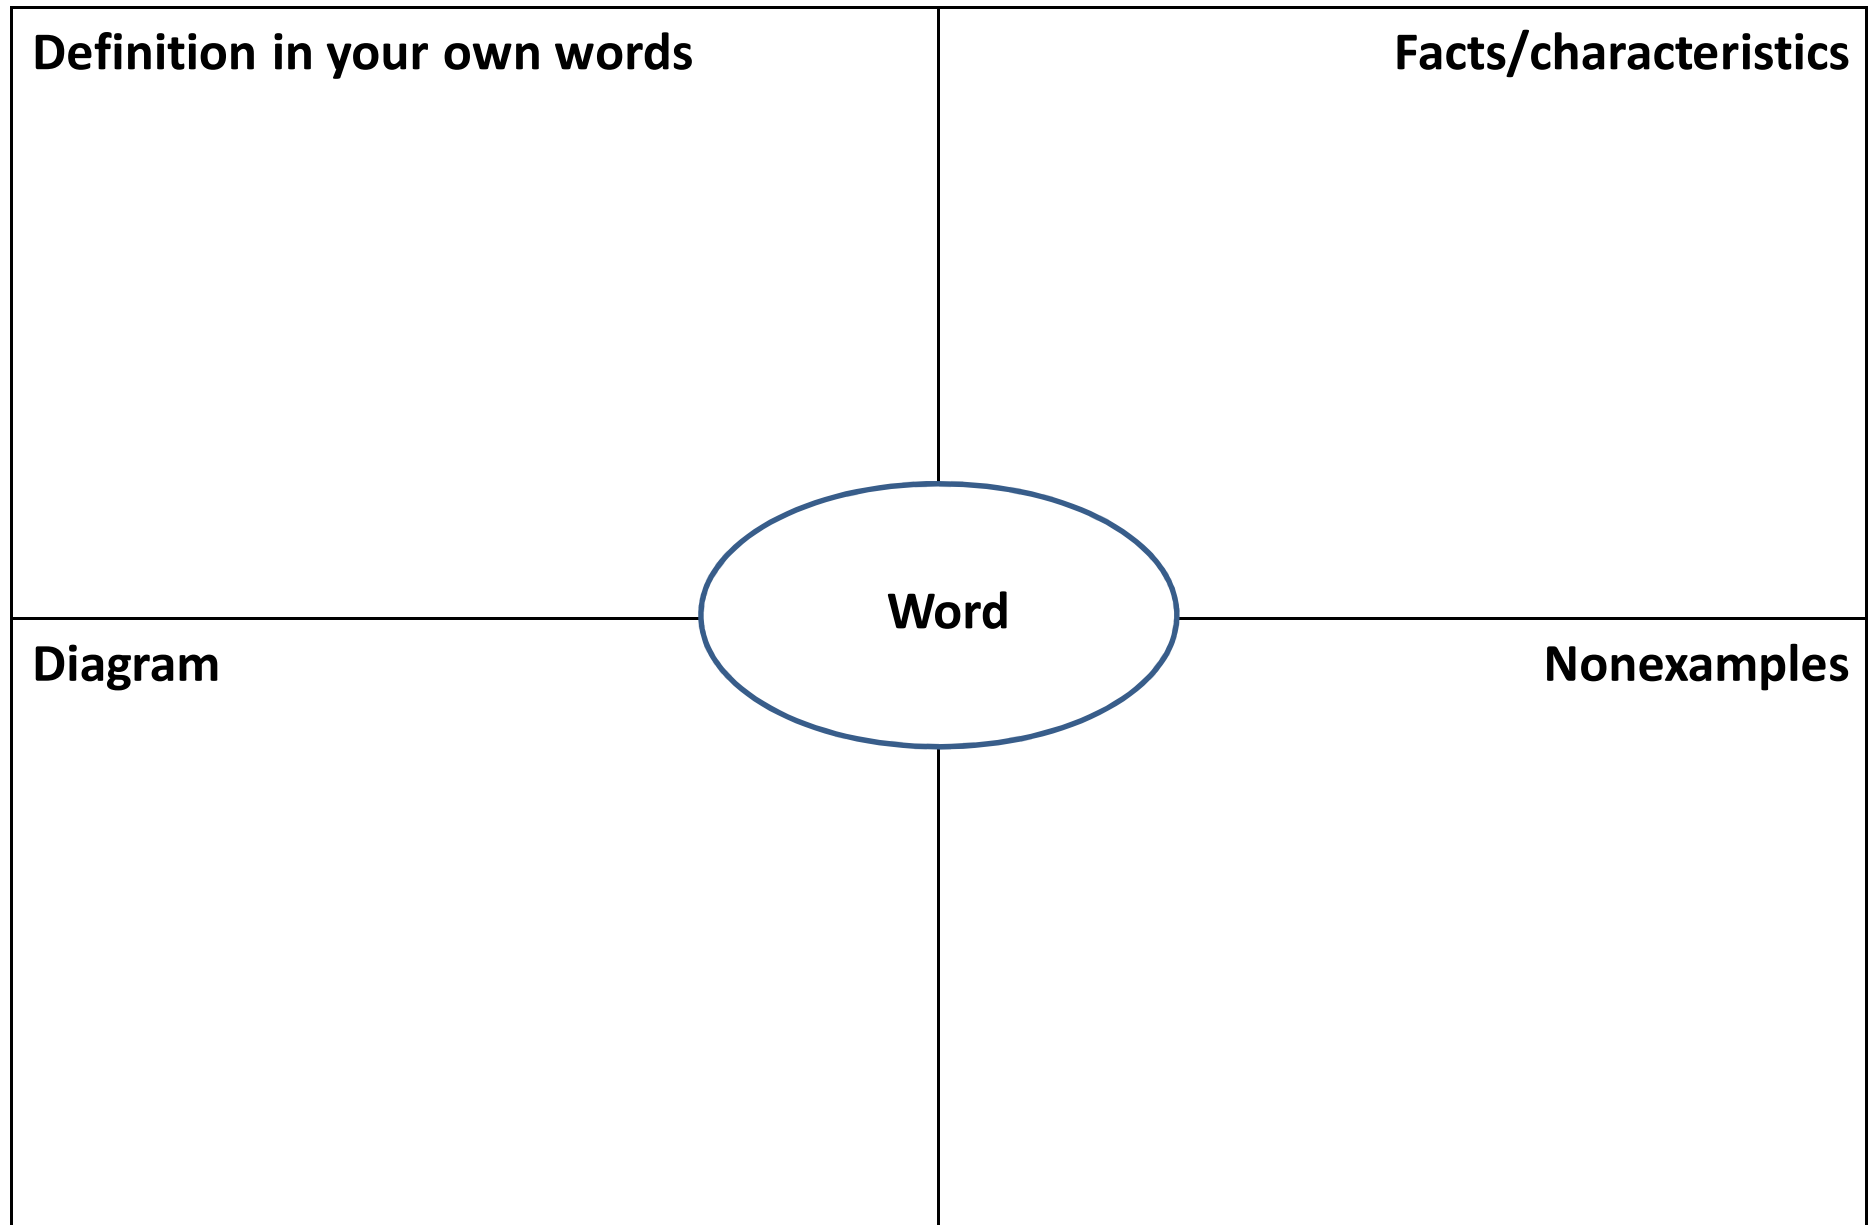 Definition in your own words
Facts/characteristics
Word
Diagram
Nonexamples